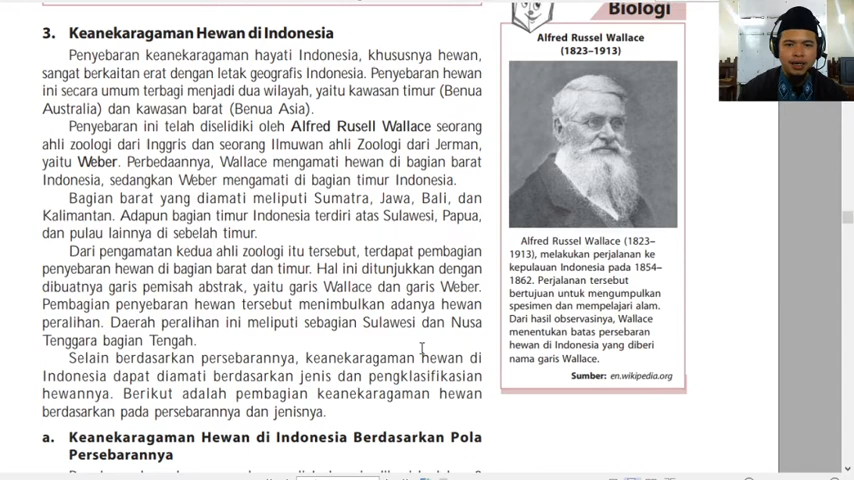 3. Keanekaragaman Hewan di Indonesia
Penyebaran keanekaragaman hayati Indonesia, khususnya hewan,
sangat berkaitan erat dengan letak geografis Indonesia. Penyebaran hewan
ini secara umum terbagi menjadi dua wilayah, yaitu kawasan timur (Benua
Australia) dan kawasan barat (Benua Asia).
Penyebaran ini telah diselidiki oleh Alfred Rusell Wallace seorang
ahli zoologi dari Inggris dan seorang Ilmuwan ahli Zoologi dari Jerman,
yaitu Weber. Perbedaannya, Wallace mengamati hewan di bagian barat
Indonesia, sedangkan Weber mengamati di bagian timur Indonesia.
Bagian barat yang diamati meliputi Sumatra, Jawa, Bali, dan
Kalimantan. Adapun bagian timur Indonesia terdiri atas Sulawesi, Papua,
dan pulau lainnya di sebelah timur.
Dari pengamatan kedua ahli zoologi itu tersebut, terdapat pembagian
penyebaran hewan di bagian barat dan timur. Hal ini ditunjukkan dengan
dibuatnya garis pemisah abstrak, yaitu garis Wallace dan garis Weber.
Pembagian penyebaran hewan tersebut menimbulkan adanya hewan
peralihan. Daerah peralihan ini meliputi sebagian Sulawesi dan Nusa
Tenggara bagian Tengah.
Selain berdasarkan persebarannya, keanekaragaman hewan di
Indonesia dapat diamati berdasarkan jenis dan pengklasifikasian
hewannya. Berikut adalah pembagian keanekaragaman hewan
berdasarkan pada persebarannya dan jenisnya.
a. Keanekaragaman Hewan di Indonesia Berdasarkan Pola
Persebarannya
Biologi
Alfred Russel Wallace
(1823–1913)
Alfred Russel Wallace (1823–
1913), melakukan perjalanan ke
kepulauan Indonesia pada 1854–
1862. Perjalanan tersebut
bertujuan untuk mengumpulkan
spesimen dan mempelajari alam.
Dari hasil observasinya, Wallace
menentukan batas persebaran
hewan di Indonesia yang diberi
nama garis Wallace.
Sumber: en.wikipedia.org